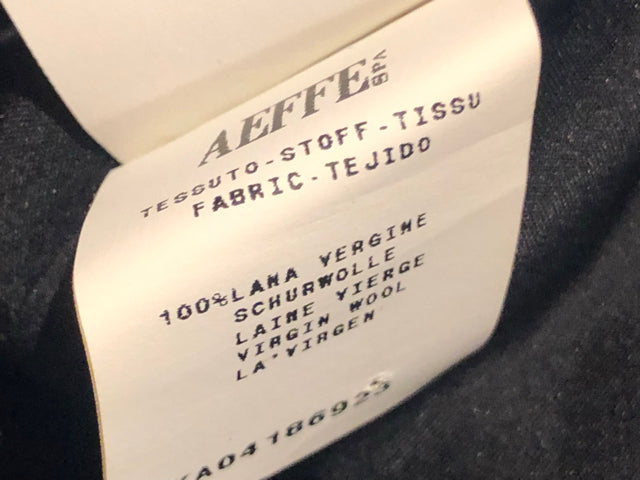 AEFFE SPA
TESSUTO-STOFF-TISSU
FABRIC-TEJIDO
100%LANA VERGINE
SCHURWOLLE
LAINE VIERGE
VIRGIN WOOL
LA·VIRGEN